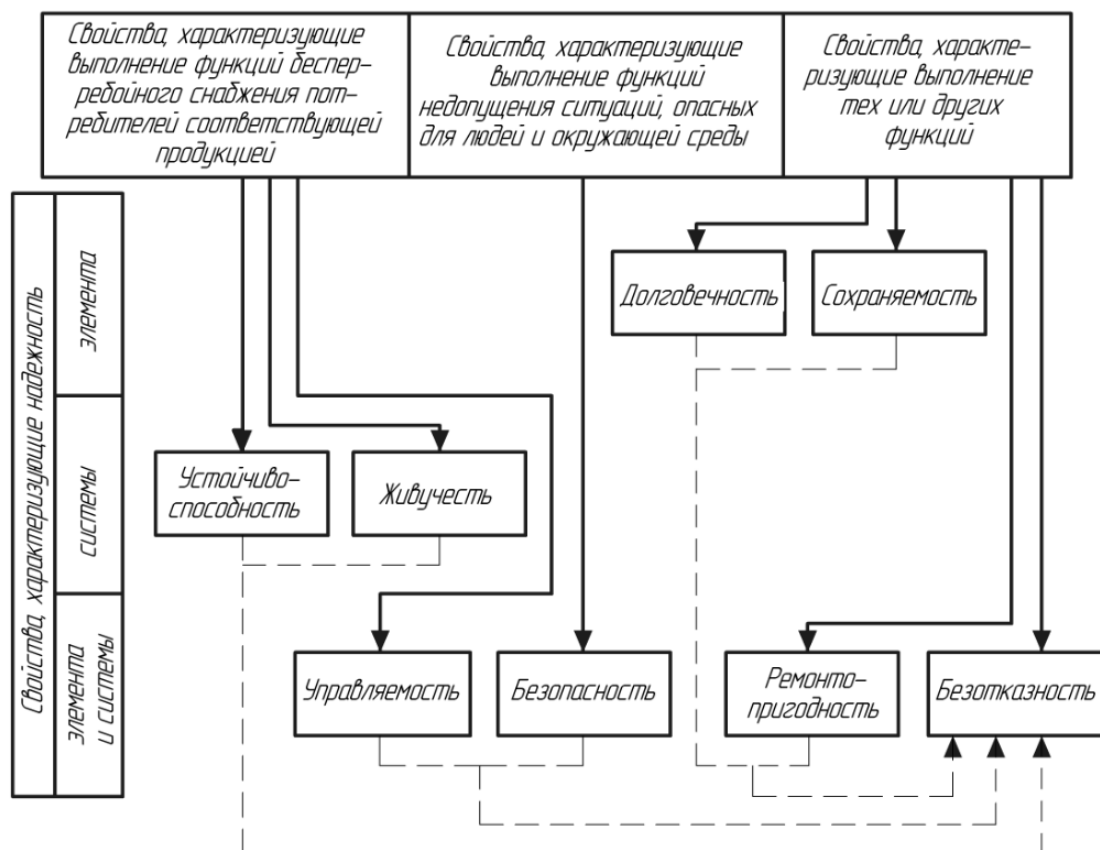 Свойства, характеризующие
выполнение функций беспер-
ребойного снабжения пот-
ребителей соответствующей
продукцией
Свойства, характеризующие
выполнение функций
недопущения ситуаций, опасных
для людей и окружающей среды
Свойства, характе-
ризующие выполнение
тех или других
функций
Свойства, характеризующие надежность
элемента
Долговечность
Сохраняемость
системы
Устойчиво-
способность
Живучесть
элемента
и системы
Управляемость
Безопасность
Ремонто-
пригодность
Безотказность